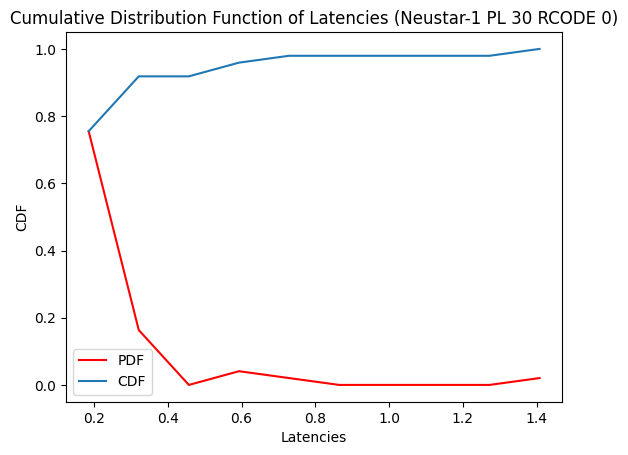 Cumulative Distribution Function of Latencies (Neustar-1 PL 30 RCODE 0)
1.0
0.8
0.6
0.4
0.2
0.0
CDF
PDF
CDF
0.2 0.4 0.6 0.8 1.0 1.2 1.4
Latencies